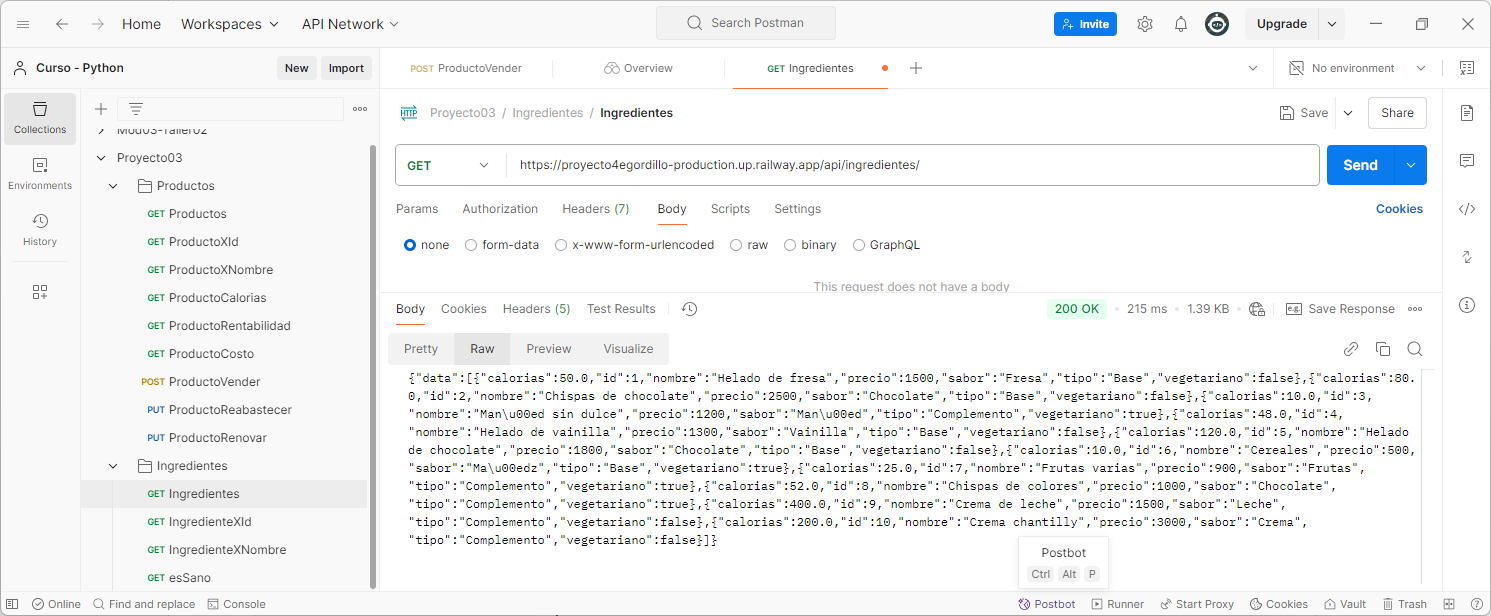 Home Workspaces API Network Search Postman Invite Upgrade
Curso - Python New Import POST ProductoVender Overview GET Ingredientes No environment
Collections
Environments
History
Mod03-Taller02
Proyecto03
Productos
GET Productos
GET ProductoXId
GET ProductoXNombre
GET ProductoCalorias
GET ProductoRentabilidad
GET ProductoCosto
POST ProductoVender
PUT ProductoReabastecer
PUT ProductoRenovar
Ingredientes
GET Ingredientes
GET IngredienteXId
GET IngredienteXNombre
GET esSano
HTTP Proyecto03 / Ingredientes / Ingredientes Save Share
GET https://proyecto4egordillo-production.up.railway.app/api/ingredientes/ Send
Params Authorization Headers (7) Body Scripts Settings Cookies
none form-data x-www-form-urlencoded raw binary GraphQL
This request does not have a body
Body Cookies Headers (5) Test Results 200 OK 215 ms 1.39 KB e.g. Save Response
Pretty Raw Preview Visualize
{"data":[{"calorias":50.0,"id":1,"nombre":"Helado de fresa","precio":1500,"sabor":"Fresa","tipo":"Base","vegetariano":false},{"calorias":80.
0,"id":2,"nombre":"Chispas de chocolate","precio":2500,"sabor":"Chocolate","tipo":"Base","vegetariano":false},{"calorias":10.0,"id":3,
"nombre":"Man\u00ed sin dulce","precio":1200,"sabor":"Man\u00ed","tipo":"Complemento","vegetariano":true},{"calorias":48.0,"id":4,
"nombre":"Helado de vainilla","precio":1300,"sabor":"Vainilla","tipo":"Base","vegetariano":false},{"calorias":120.0,"id":5,"nombre":"Helado
de chocolate","precio":1800,"sabor":"Chocolate","tipo":"Base","vegetariano":false},{"calorias":10.0,"id":6,"nombre":"Cereales","precio":500,
"sabor":"Ma\u00edz","tipo":"Base","vegetariano":true},{"calorias":25.0,"id":7,"nombre":"Frutas varias","precio":900,"sabor":"Frutas",
"tipo":"Complemento","vegetariano":true},{"calorias":52.0,"id":8,"nombre":"Chispas de colores","precio":1000,"sabor":"Chocolate",
"tipo":"Complemento","vegetariano":true},{"calorias":400.0,"id":9,"nombre":"Crema de leche","precio":1500,"sabor":"Leche",
"tipo":"Complemento","vegetariano":false},{"calorias":200.0,"id":10,"nombre":"Crema chantilly","precio":3000,"sabor":"Crema",
"tipo":"Complemento","vegetariano":false}]}
Postbot
Ctrl Alt P
Online Find and replace Console Postbot Runner Start Proxy Cookies Vault Trash